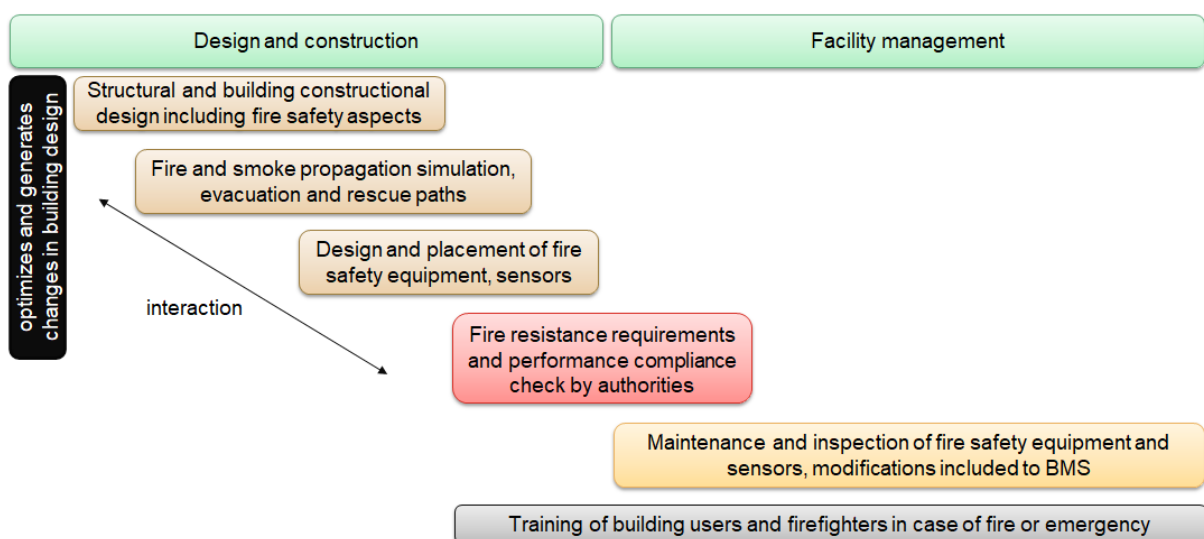 Design and construction
Facility management
optimizes and generates
changes in building design
Structural and building constructional
design including fire safety aspects
Fire and smoke propagation simulation,
evacuation and rescue paths
Design and placement of fire
safety equipment, sensors
interaction
Fire resistance requirements
and performance compliance
check by authorities
Maintenance and inspection of fire safety equipment and
sensors, modifications included to BMS
Training of building users and firefighters in case of fire or emergency